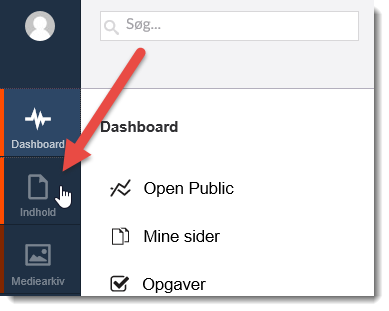 Søg...
Dashboard
Indhold
Mediearkiv
Dashboard
Open Public
Mine sider
Opgaver